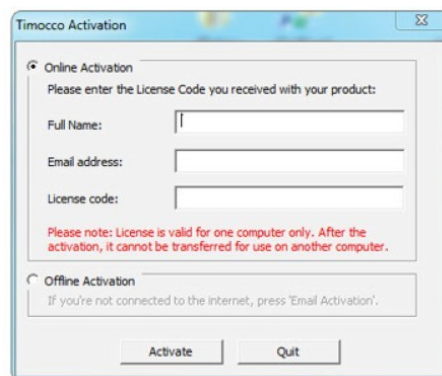 Timocco Activation
Online Activation
Please enter the License Code you received with your product:
Full Name:
Email address:
License code:
Please note: License is valid for one computer only. After the
activation, it cannot be transferred for use on another computer.
Offline Activation
If you're not connected to the internet, press 'Email Activation'.
Activate
Quit